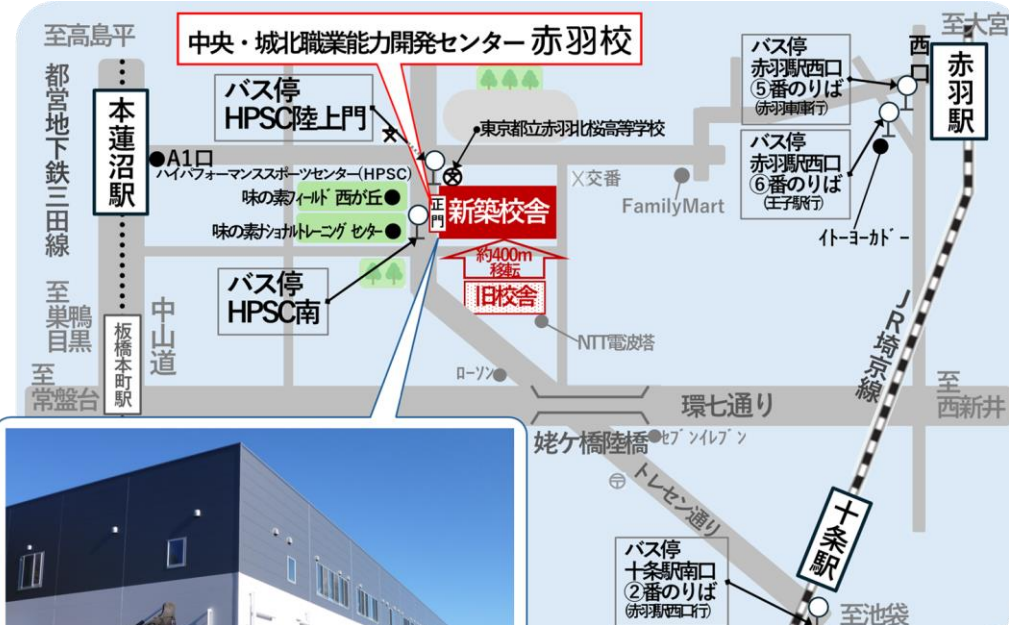 至高島平
都営地下鉄三田線
本蓮沼駅
中央・城北職業能力開発センター 赤羽校
バス停
HPSC陸上門
東京都立赤羽北桜高等学校
バス停
赤羽駅西口
⑤番のりば
(赤羽車庫行)
西口
至大宮
赤羽駅
バス停
赤羽駅西口
⑥番のりば
(王子駅行)
イトーヨーカドー
A1口
ハイパフォーマンススポーツセンター(HPSC)
味の素フィールド 西が丘
味の素ナショナルトレーニング センター
正門
新築校舎
X交番
FamilyMart
約400m
移転
旧校舎
バス停
HPSC南
NTT電波塔
至
巣鴨
目黒
中山道
板橋本町駅
至
常盤台
ローソン
環七通り
JR埼京線
至
西新井
姥ケ橋陸橋
セブンイレブン
トレセン通り
十条駅
バス停
十条駅南口
②番のりば
(赤羽駅西口行)
至池袋